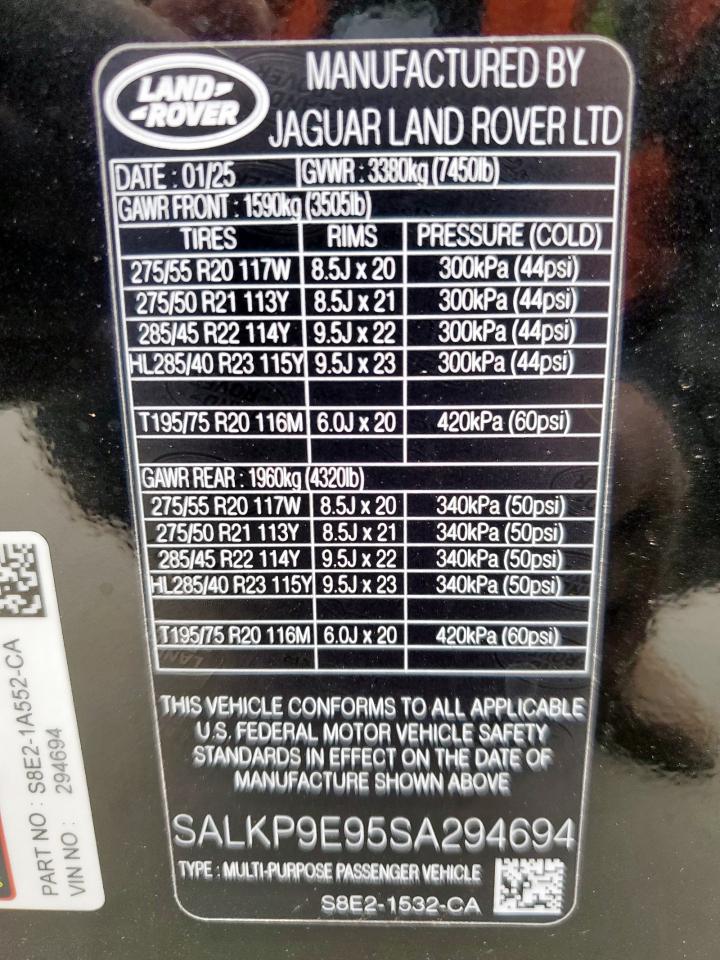 LAND-
-ROVER
MANUFACTURED BY
JAGUAR LAND ROVER LTD
DATE : 01/25 GVWR : 3380kg (7450lb)
GAWR FRONT : 1590kg (3505lb)
TIRES RIMS PRESSURE (COLD)
275/55 R20 117W 8.5J x 20 300kPa (44psi)
275/50 R21 113Y 8.5J x 21 300kPa (44psi)
285/45 R22 114Y 9.5J x 22 300kPa (44psi)
HL285/40 R23 115Y 9.5J x 23 300kPa (44psi)
T195/75 R20 116M 6.0J x 20 420kPa (60psi)
GAWR REAR : 1960kg (4320lb)
275/55 R20 117W 8.5J x 20 340kPa (50psi)
275/50 R21 113Y 8.5J x 21 340kPa (50psi)
285/45 R22 114Y 9.5J x 22 340kPa (50psi)
HL285/40 R23 115Y 9.5J x 23 340kPa (50psi)
T195/75 R20 116M 6.0J x 20 420kPa (60psi)
THIS VEHICLE CONFORMS TO ALL APPLICABLE
U.S. FEDERAL MOTOR VEHICLE SAFETY
STANDARDS IN EFFECT ON THE DATE OF
MANUFACTURE SHOWN ABOVE
SALKP9E95SA294694
TYPE : MULTI-PURPOSE PASSENGER VEHICLE
S8E2-1532-CA
PART NO : S8E2-1A552-CA
VIN NO : 294694